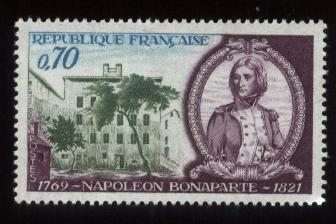 REPUBLIQUE FRANÇAISE
0,70
POSTES
1769 ~ NAPOLEON BONAPARTE ~ 1821